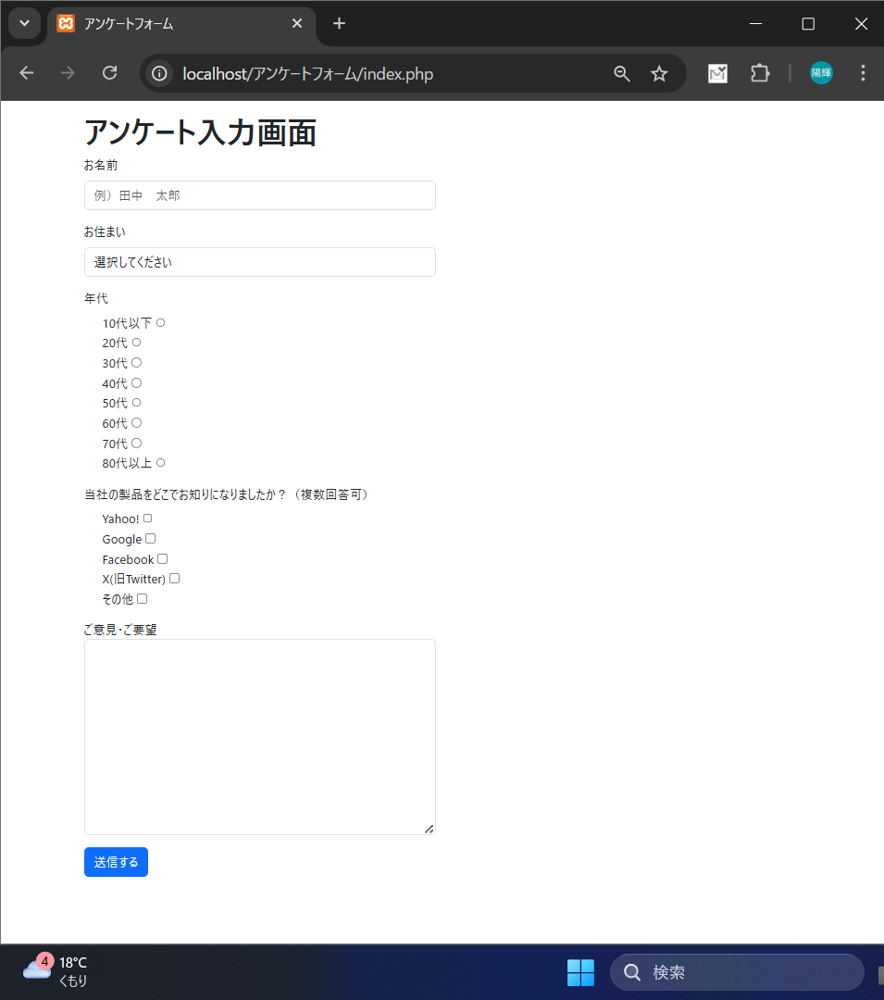 アンケートフォーム
localhost/アンケートフォーム/index.php
陽輝
アンケート入力画面
お名前
例）田中　太郎
お住まい
選択してください
年代
10代以下
20代
30代
40代
50代
60代
70代
80代以上
当社の製品をどこでお知りになりましたか？（複数回答可）
Yahoo!
Google
Facebook
X(旧Twitter)
その他
ご意見･ご要望
送信する
4
18°C
くもり
検索